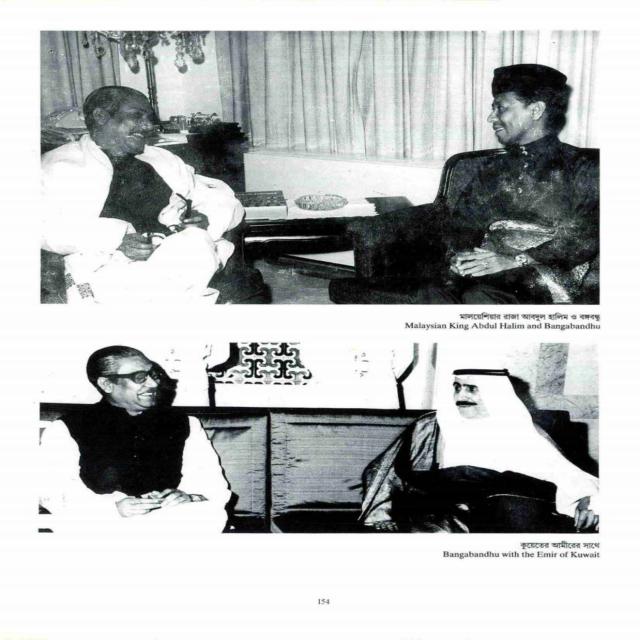 মালয়েশিয়ার রাজা আবদুল হালিম ও বঙ্গবন্ধু
Malaysian King Abdul Halim and Bangabandhu
কুয়েতের আমীরের সাথে
Bangabandhu with the Emir of Kuwait
154